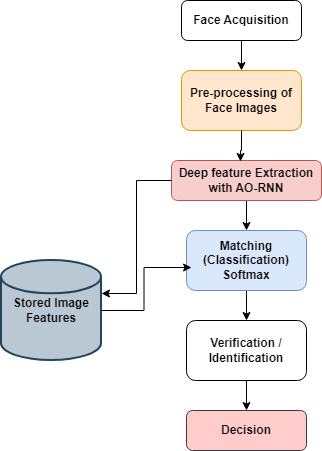 Face Acquisition
Pre-processing of
Face Images
Deep feature Extraction
with AO-RNN
Matching
(Classification)
Softmax
Stored Image
Features
Verification /
Identification
Decision